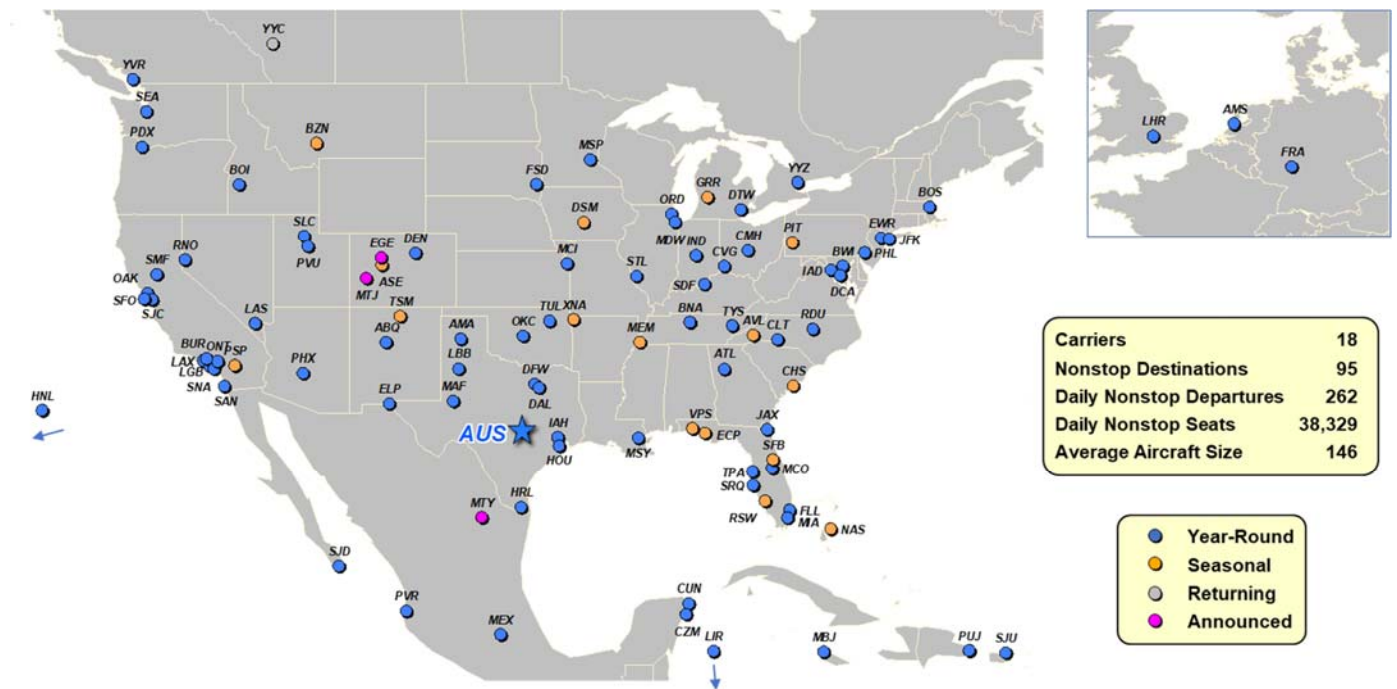 YYC
YVR
SEA
PDX
BZN
BOI
MSP
FSD
GRR
DTW
YYZ
BOS
ORD
DSM
MDW
IND
CMH
PIT
EWR
JFK
PHL
BWI
IAD
DCA
SLC
PVU
RNO
SMF
OAK
SFO
SJC
EGE
DEN
ASE
MTJ
MCI
STL
CVG
SDF
TSM
ABQ
AMA
OKC
TUL
XNA
MEM
BNA
TYS
AVL
CLT
RDU
LAS
BUR
ONT
PSP
LAX
LGB
SNA
SAN
PHX
LBB
MAF
ELP
DFW
DAL
ATL
CHS
HNL
AUS
IAH
HOU
MSY
VPS
ECP
JAX
SFB
MCO
TPA
SRQ
RSW
FLL
MIA
NAS
MTY
HRL
SJD
PVR
MEX
CUN
CZM
LIR
MBJ
PUJ
SJU
LHR
AMS
FRA
Carriers 18
Nonstop Destinations 95
Daily Nonstop Departures 262
Daily Nonstop Seats 38,329
Average Aircraft Size 146
Year-Round
Seasonal
Returning
Announced